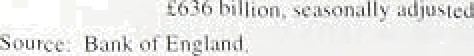 £636 billion, seasonally adjusted
Source: Bank of England.